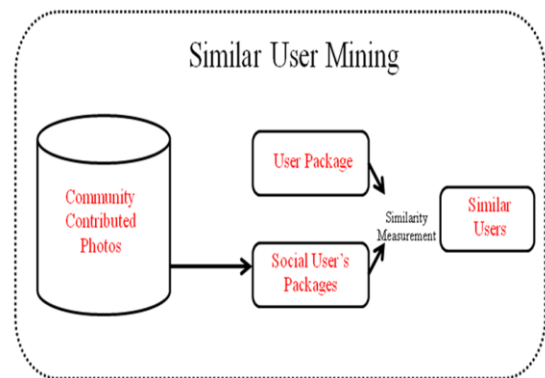 Similar User Mining
Community
Contributed
Photos
User Package
Social User's
Packages
Similarity
Measurement
Similar
Users